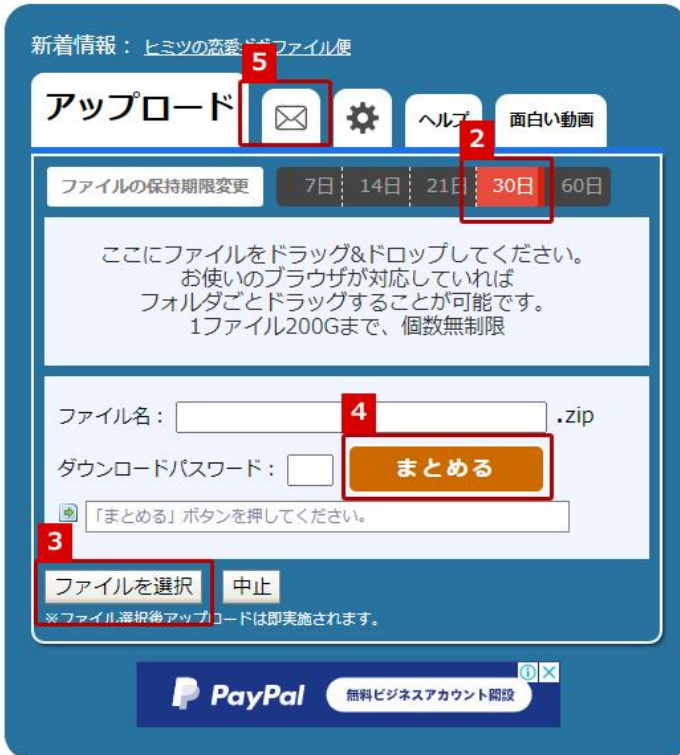 新着情報： ヒミツの恋愛 ファイル便
5
アップロード
ヘルプ
面白い動画
2
ファイルの保持期限変更
7日 14日 21日 30日 60日
ここにファイルをドラッグ&ドロップしてください。
お使いのブラウザが対応していれば
フォルダごとドラッグすることが可能です。
1ファイル200Gまで、個数無制限
ファイル名： .zip
4
ダウンロードパスワード： まとめる
「まとめる」ボタンを押してください。
3
ファイルを選択 中止
※ファイル選択後アップロードは即実施されます。
PayPal 無料ビジネスアカウント開設